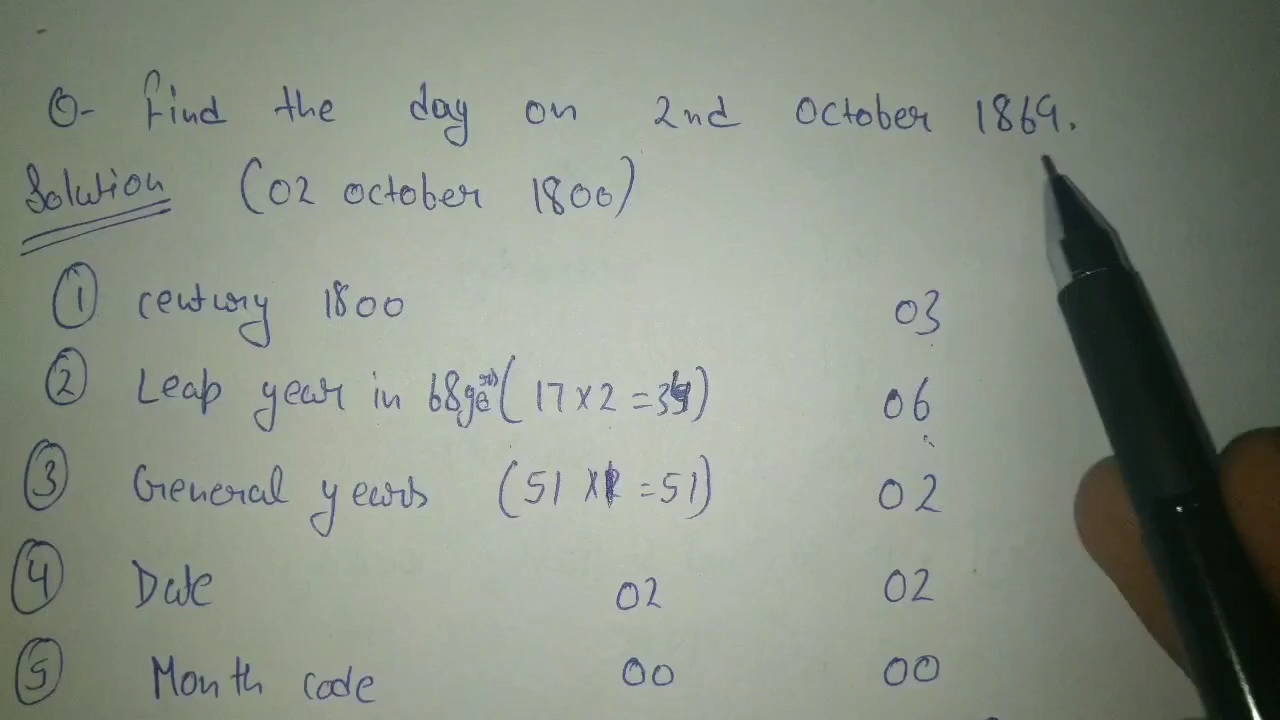 Q- Find the day on 2nd October 1869.
Solution (02 october 1800)
① century 1800 03
② Leap year in 68 (17 x 2 = 34) 06
③ General years (51 x 1 = 51) 02
④ Date 02 02
⑤ Month code 00 00